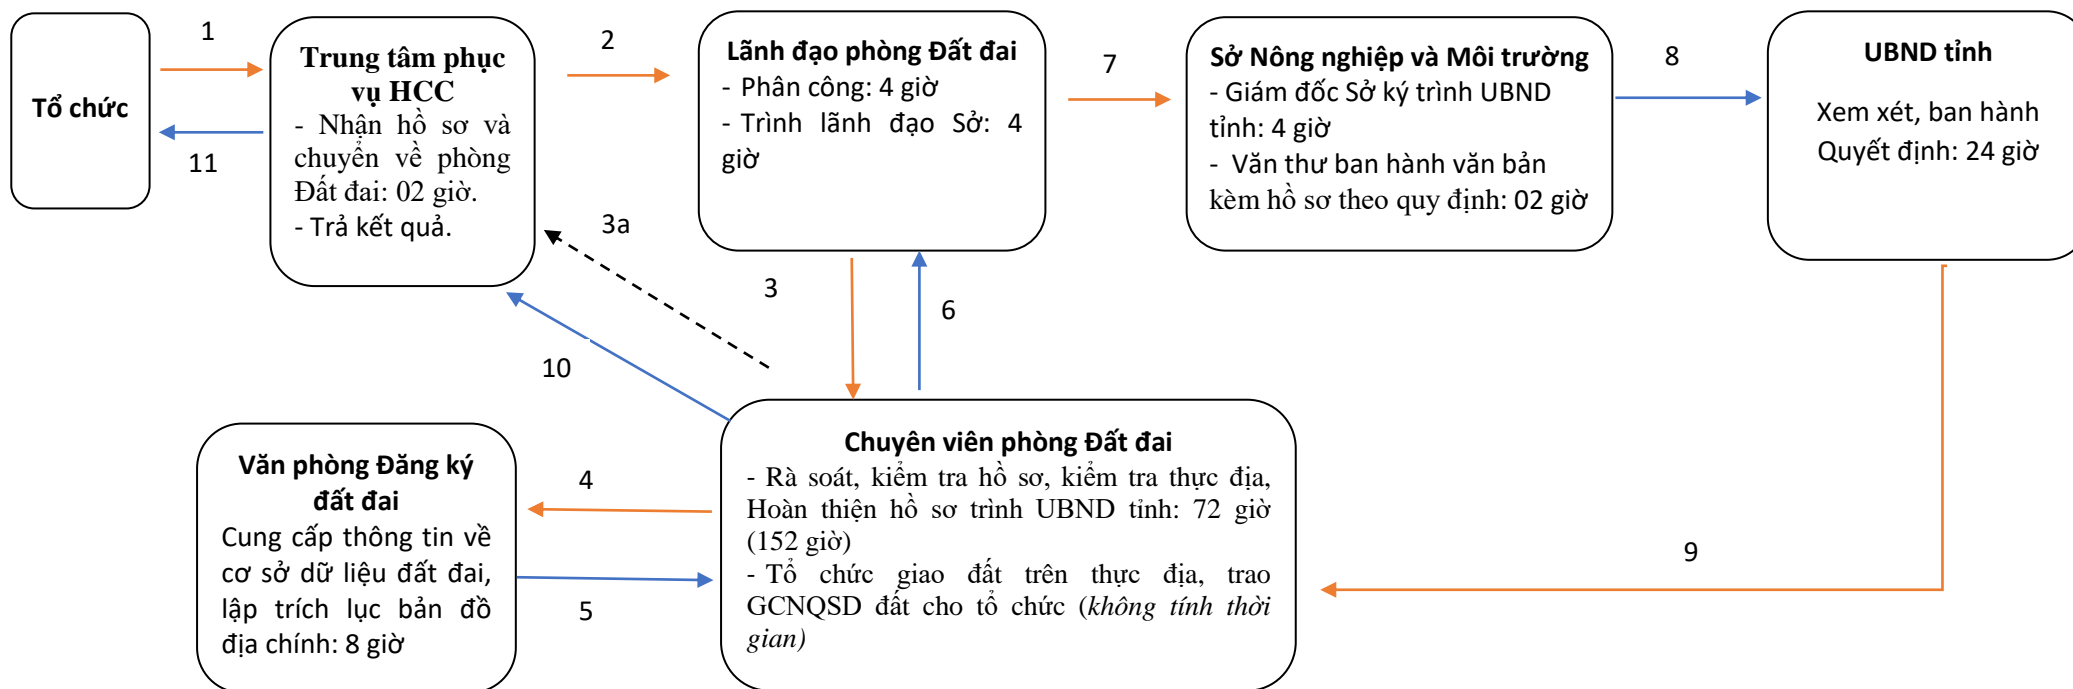 Tổ chức
1
11
Trung tâm phục
vụ HCC
- Nhận hồ sơ và
chuyển về phòng
Đất đai: 02 giờ.
- Trả kết quả.
2
3a
Lãnh đạo phòng Đất đai
- Phân công: 4 giờ
- Trình lãnh đạo Sở: 4
giờ
7
Sở Nông nghiệp và Môi trường
- Giám đốc Sở ký trình UBND
tỉnh: 4 giờ
- Văn thư ban hành văn bản
kèm hồ sơ theo quy định: 02 giờ
8
UBND tỉnh
Xem xét, ban hành
Quyết định: 24 giờ
3
6
10
Văn phòng Đăng ký
đất đai
Cung cấp thông tin về
cơ sở dữ liệu đất đai,
lập trích lục bản đồ
địa chính: 8 giờ
4
5
Chuyên viên phòng Đất đai
- Rà soát, kiểm tra hồ sơ, kiểm tra thực địa,
Hoàn thiện hồ sơ trình UBND tỉnh: 72 giờ
(152 giờ)
- Tổ chức giao đất trên thực địa, trao
GCNQSD đất cho tổ chức (không tính thời
gian)
9